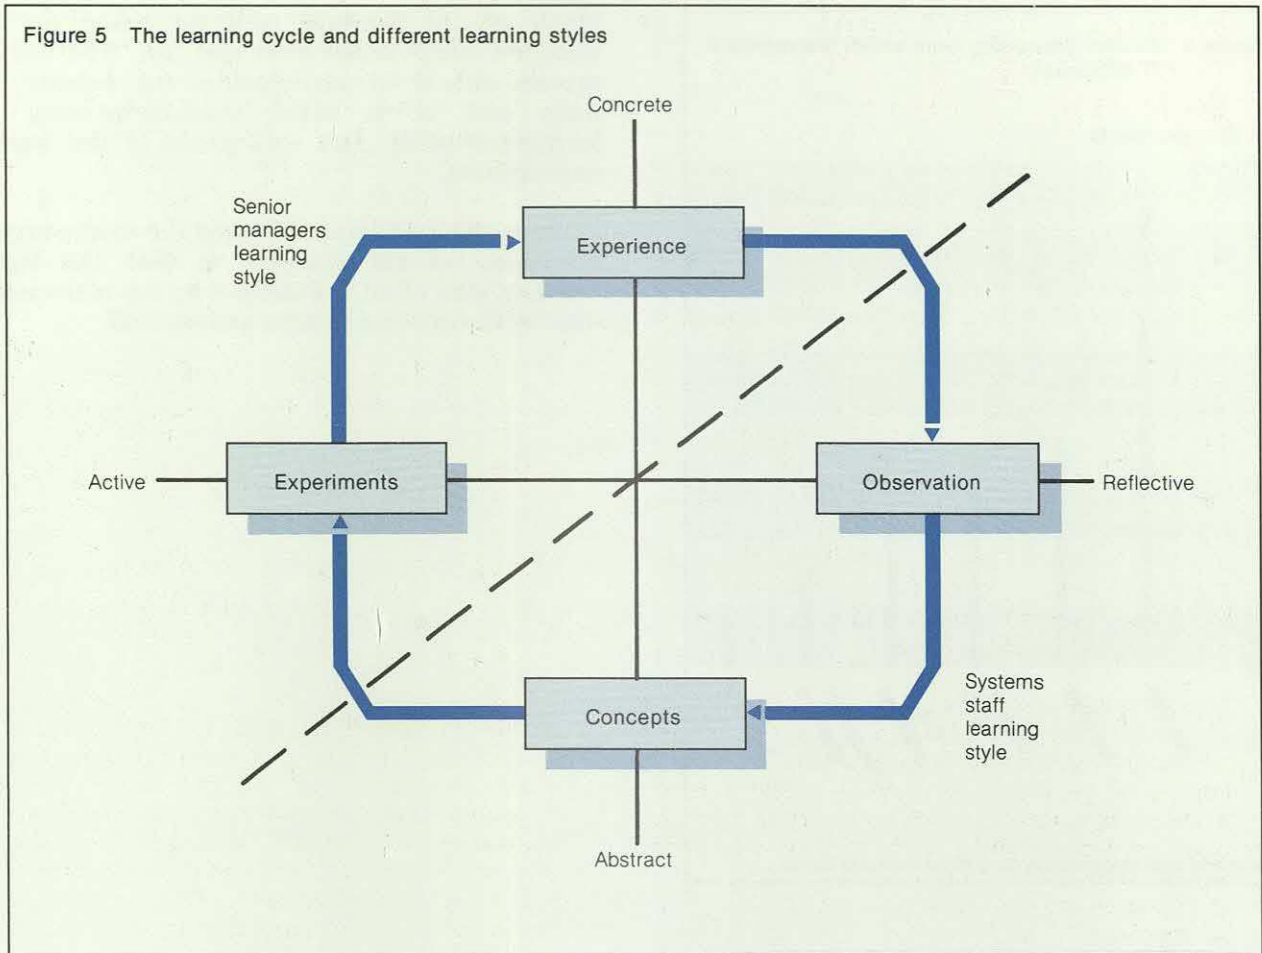 Figure 5 The learning cycle and different learning styles
Concrete
Senior
managers
learning
style
Experience
Active
Experiments
Observation
Reflective
Systems
staff
learning
style
Concepts
Abstract